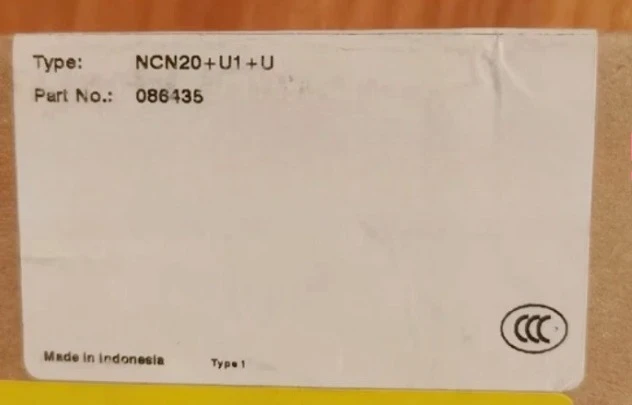 Type: NCN20+U1+U
Part No.: 086435
CCC
Made in Indonesia Type 1